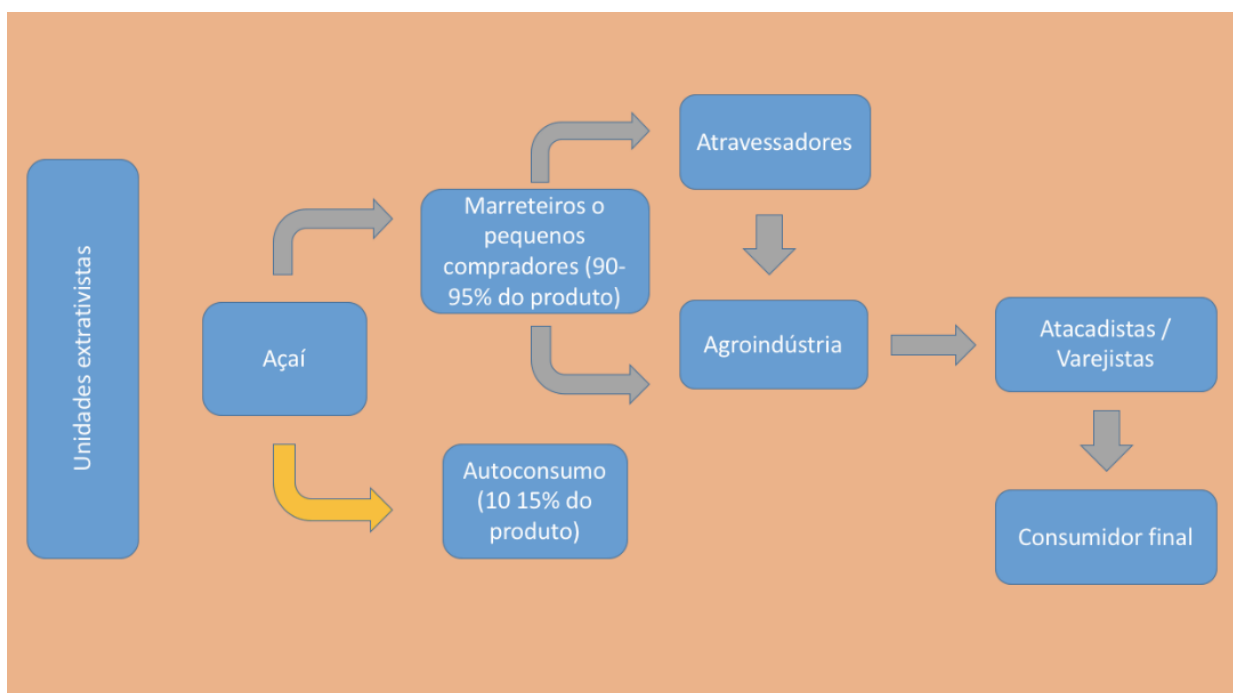 Unidades extrativistas
Açaí
Marreteiros o
pequenos
compradores (90-
95% do produto)
Autoconsumo
(10 15% do
produto)
Atravessadores
Agroindústria
Atacadistas /
Varejistas
Consumidor final